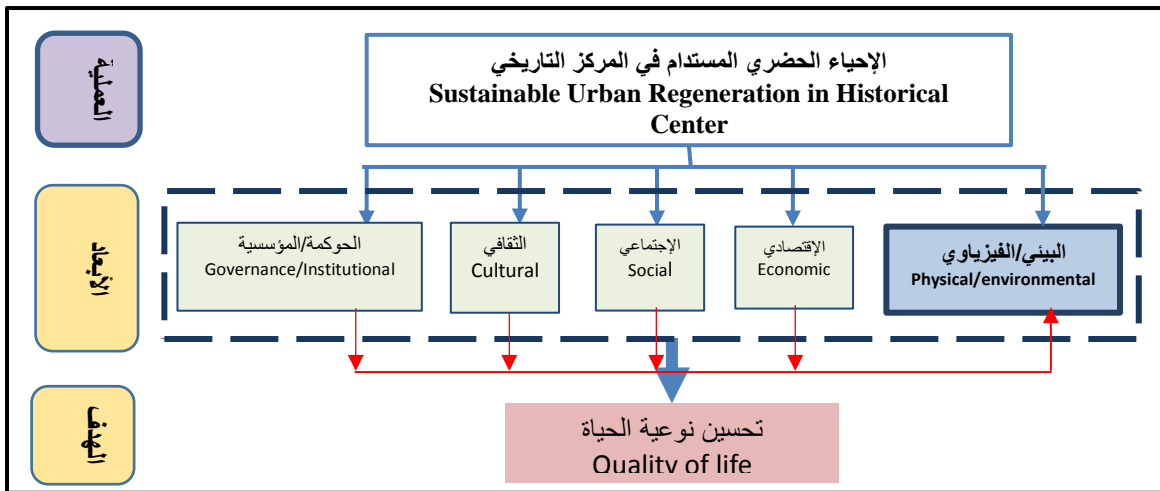 العملية
الإحياء الحضري المستدام في المركز التاريخي
Sustainable Urban Regeneration in Historical
Center
الأبعاد
البيئي/الفيزياوي
Physical/environmental
الإقتصادي
Economic
الإجتماعي
Social
الثقافي
Cultural
الحوكمة/المؤسسية
Governance/Institutional
الهدف
تحسين نوعية الحياة
Quality of life